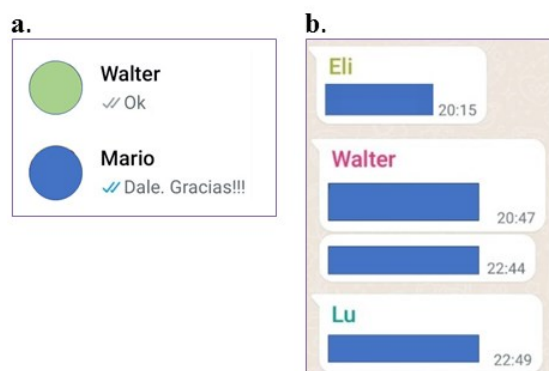 a.
Walter
Ok
Mario
Dale. Gracias!!!
b.
Eli
20:15
Walter
20:47
22:44
Lu
22:49